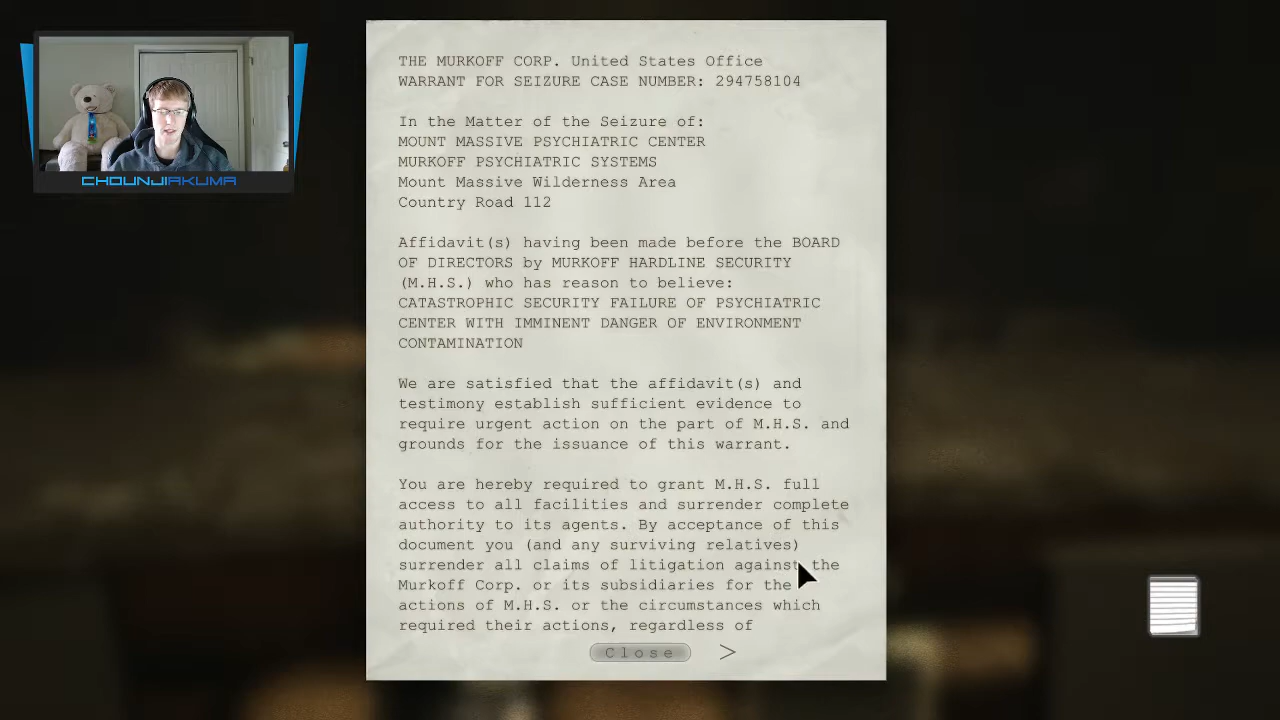 THE MURKOFF CORP. United States Office
WARRANT FOR SEIZURE CASE NUMBER: 294758104
In the Matter of the Seizure of:
MOUNT MASSIVE PSYCHIATRIC CENTER
MURKOFF PSYCHIATRIC SYSTEMS
Mount Massive Wilderness Area
Country Road 112
Affidavit(s) having been made before the BOARD
OF DIRECTORS by MURKOFF HARDLINE SECURITY
(M.H.S.) who has reason to believe:
CATASTROPHIC SECURITY FAILURE OF PSYCHIATRIC
CENTER WITH IMMINENT DANGER OF ENVIRONMENT
CONTAMINATION
We are satisfied that the affidavit(s) and
testimony establish sufficient evidence to
require urgent action on the part of M.H.S. and
grounds for the issuance of this warrant.
You are hereby required to grant M.H.S. full
access to all facilities and surrender complete
authority to its agents. By acceptance of this
document you (and any surviving relatives)
surrender all claims of litigation against the
Murkoff Corp. or its subsidiaries for the
actions of M.H.S. or the circumstances which
required their actions, regardless of
Close >
CHOUNJIAKUMA